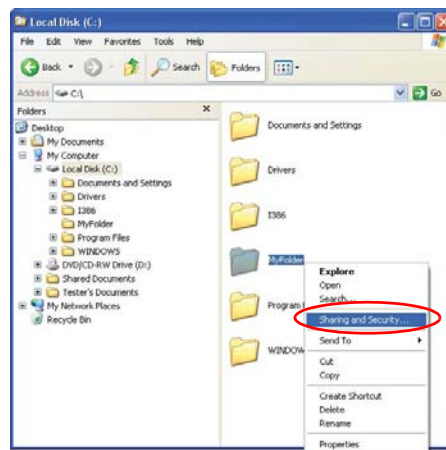 Local Disk (C:)
File Edit View Favorites Tools Help
Back Search Folders
Address C:\ Go
Folders
Desktop
My Documents
My Computer
Local Disk (C:)
Documents and Settings
Drivers
I386
MyFolder
Program Files
WINDOWS
DVD/CD-RW Drive (D:)
Shared Documents
Tester's Documents
My Network Places
Recycle Bin
Documents and Settings
Drivers
I386
MyFolder
Program
WINDOW
Explore
Open
Search...
Sharing and Security...
Send To
Cut
Copy
Create Shortcut
Delete
Rename
Properties